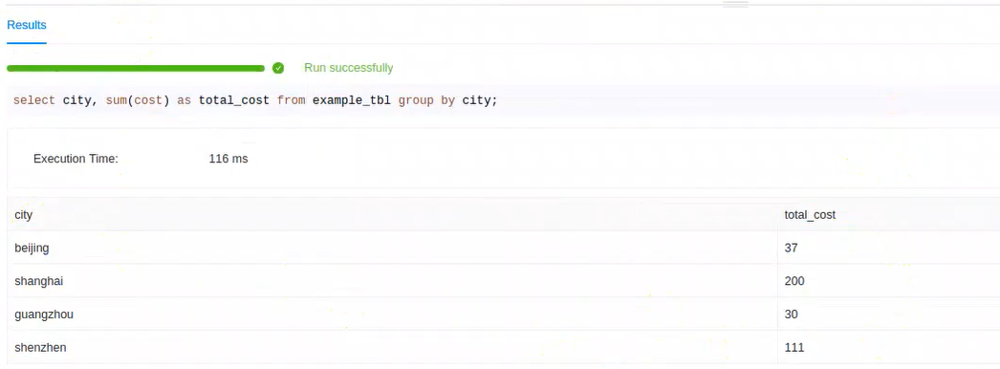 Results
Run successfully
select city, sum(cost) as total_cost from example_tbl group by city;
Execution Time: 116 ms
city total_cost
beijing 37
shanghai 200
guangzhou 30
shenzhen 111